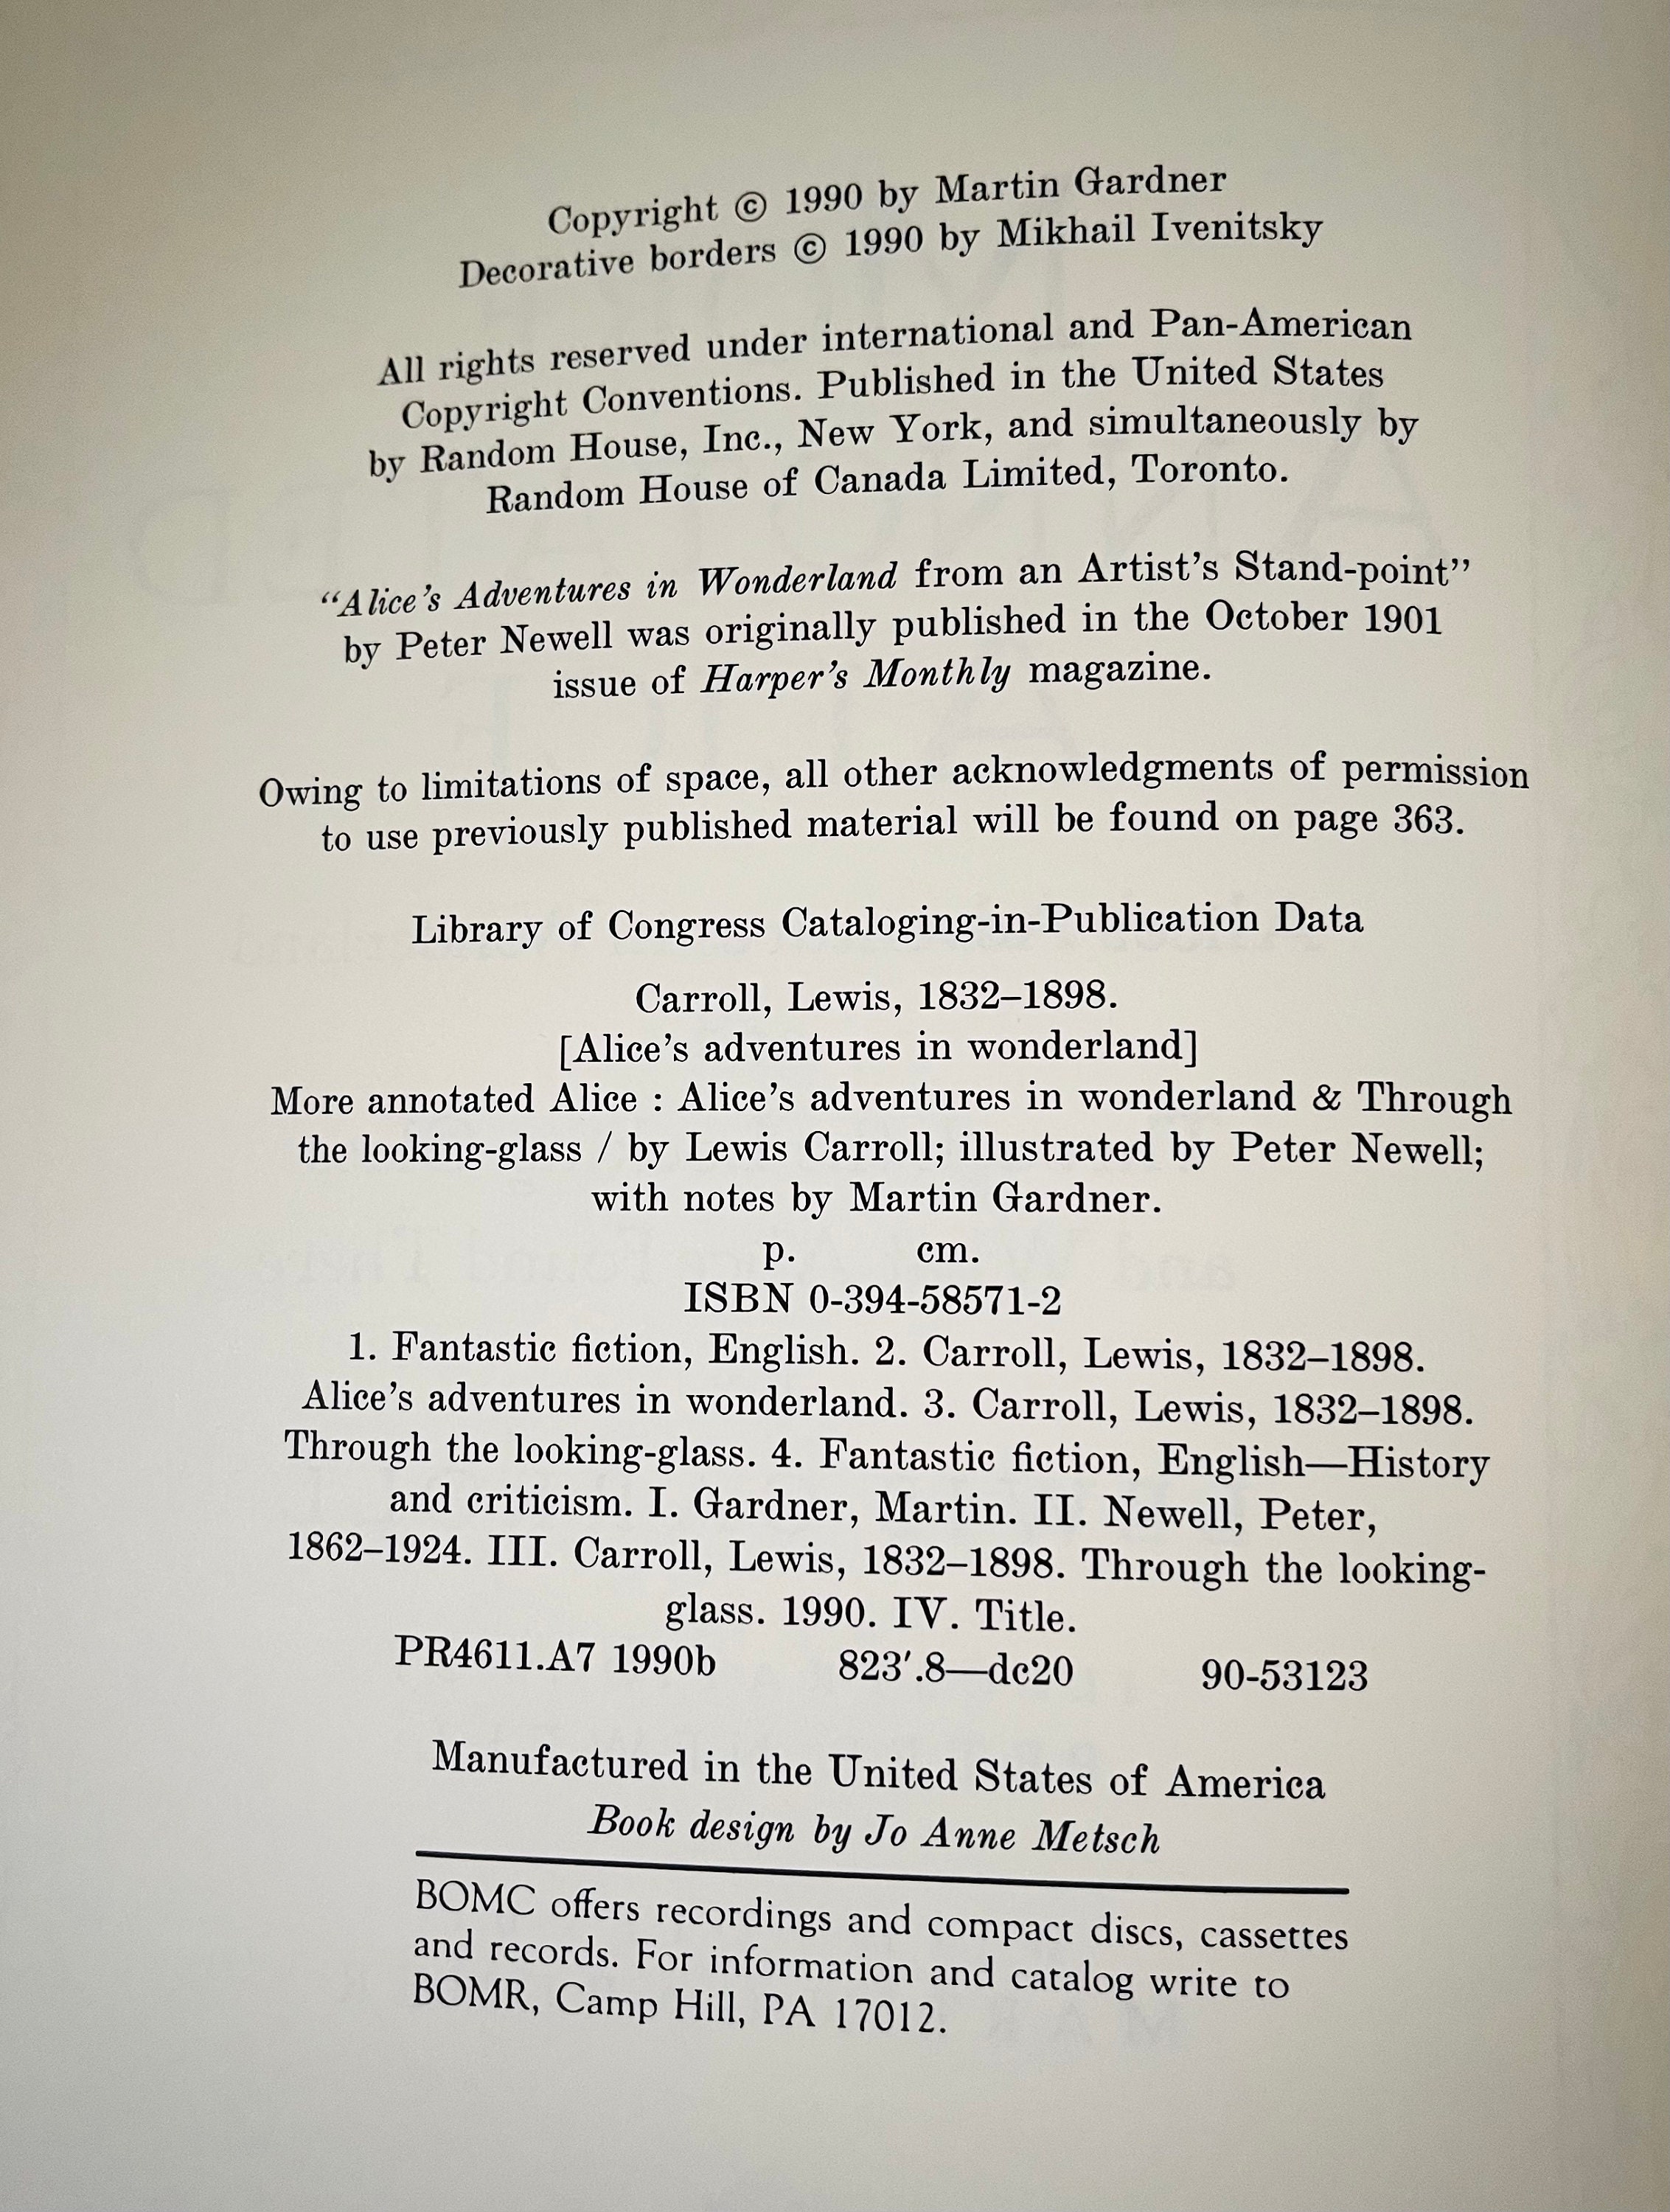 Copyright © 1990 by Martin Gardner
Decorative borders © 1990 by Mikhail Ivenitsky
All rights reserved under international and Pan-American
Copyright Conventions. Published in the United States
by Random House, Inc., New York, and simultaneously by
Random House of Canada Limited, Toronto.
“Alice’s Adventures in Wonderland from an Artist’s Stand-point”
by Peter Newell was originally published in the October 1901
issue of Harper’s Monthly magazine.
Owing to limitations of space, all other acknowledgments of permission
to use previously published material will be found on page 363.
Library of Congress Cataloging-in-Publication Data
Carroll, Lewis, 1832–1898.
[Alice’s adventures in wonderland]
More annotated Alice : Alice’s adventures in wonderland & Through
the looking-glass / by Lewis Carroll; illustrated by Peter Newell;
with notes by Martin Gardner.
p. cm.
ISBN 0-394-58571-2
1. Fantastic fiction, English. 2. Carroll, Lewis, 1832–1898.
Alice’s adventures in wonderland. 3. Carroll, Lewis, 1832–1898.
Through the looking-glass. 4. Fantastic fiction, English—History
and criticism. I. Gardner, Martin. II. Newell, Peter,
1862–1924. III. Carroll, Lewis, 1832–1898. Through the looking-
glass. 1990. IV. Title.
PR4611.A7 1990b 823′.8—dc20 90-53123
Manufactured in the United States of America
Book design by Jo Anne Metsch
BOMC offers recordings and compact discs, cassettes
and records. For information and catalog write to
BOMR, Camp Hill, PA 17012.